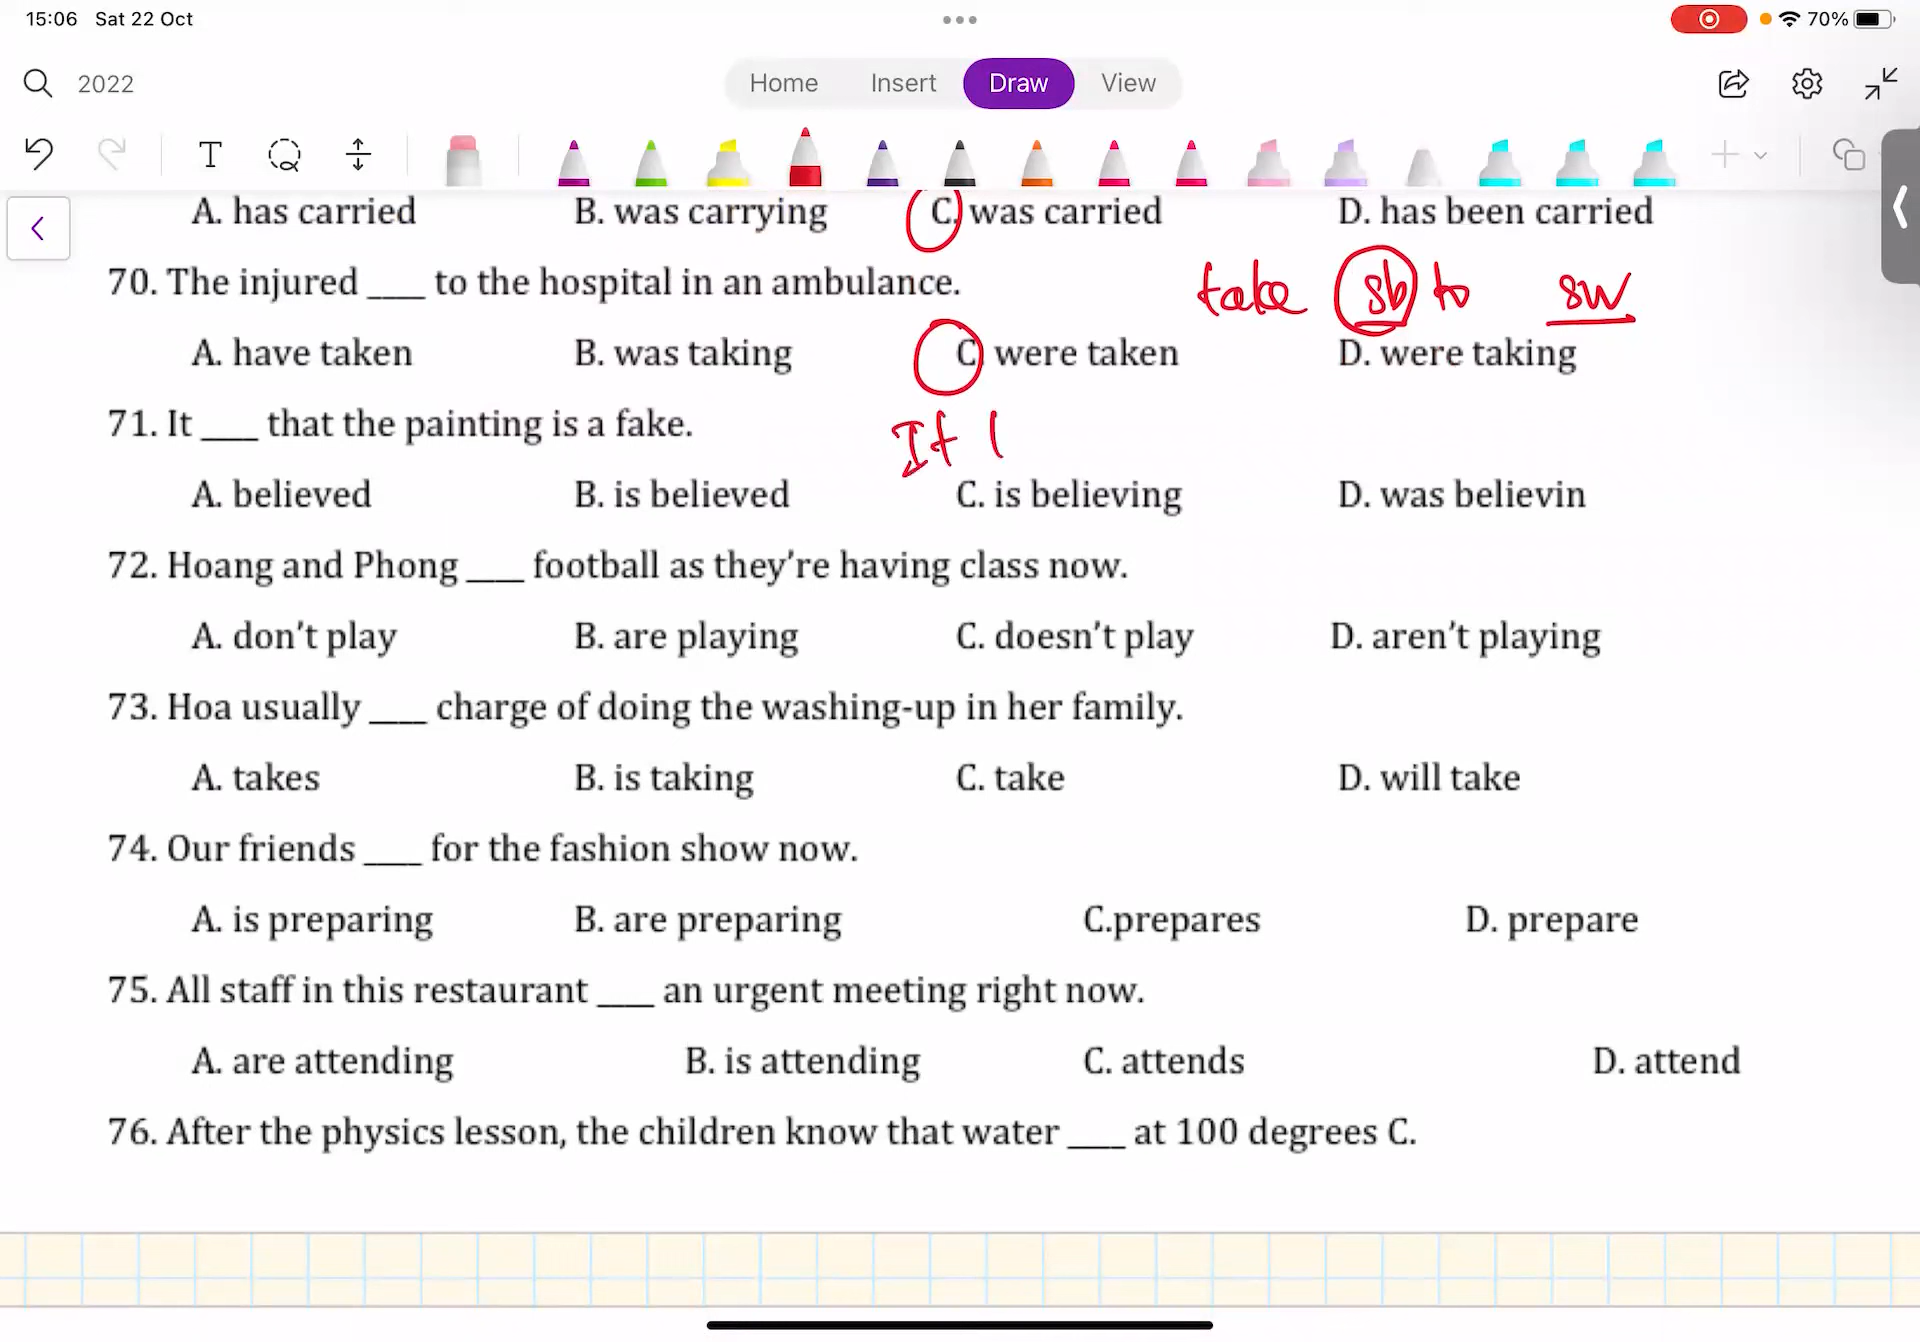 15:06 Sat 22 Oct 70%
2022 Home Insert Draw View
T
A. has carried B. was carrying C. was carried D. has been carried
70. The injured ___ to the hospital in an ambulance. take sb to sw
A. have taken B. was taking C. were taken D. were taking
71. It ___ that the painting is a fake. It
A. believed B. is believed C. is believing D. was believin
72. Hoang and Phong ___ football as they're having class now.
A. don't play B. are playing C. doesn't play D. aren't playing
73. Hoa usually ___ charge of doing the washing-up in her family.
A. takes B. is taking C. take D. will take
74. Our friends ___ for the fashion show now.
A. is preparing B. are preparing C.prepares D. prepare
75. All staff in this restaurant ___ an urgent meeting right now.
A. are attending B. is attending C. attends D. attend
76. After the physics lesson, the children know that water ___ at 100 degrees C.